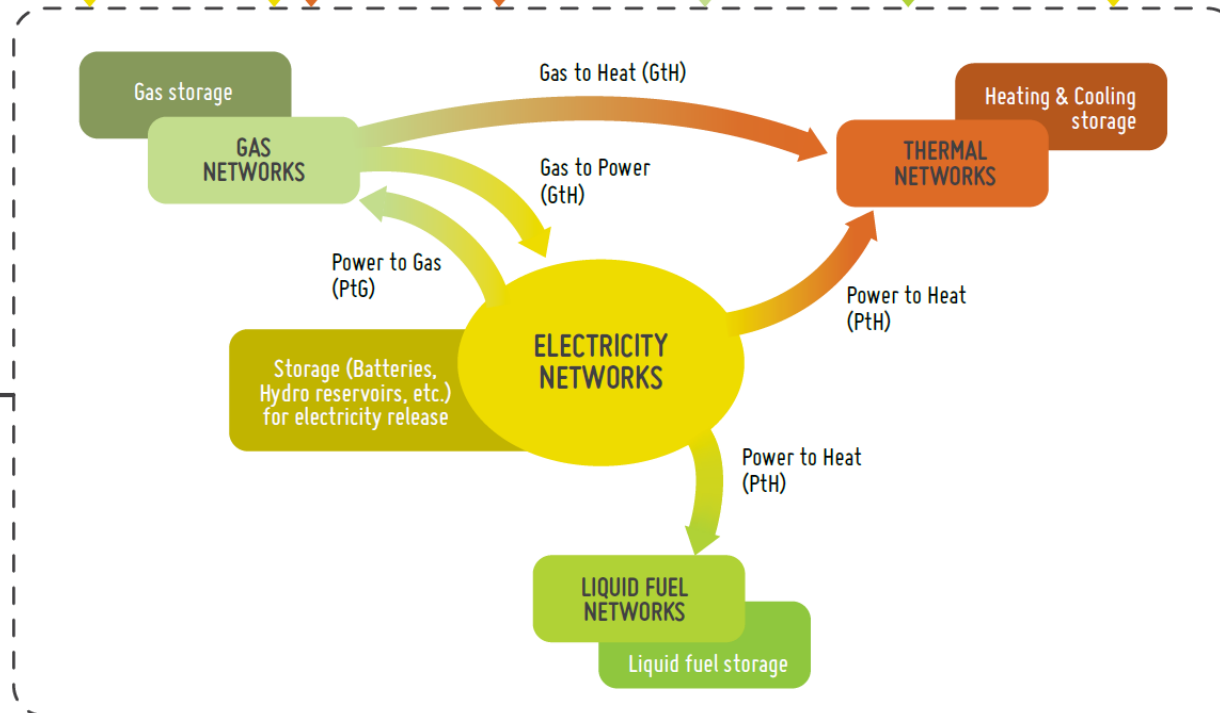 Gas storage
GAS
NETWORKS
Gas to Heat (GtH)
Heating & Cooling
storage
THERMAL
NETWORKS
Gas to Power
(GtH)
Power to Gas
(PtG)
Power to Heat
(PtH)
ELECTRICITY
NETWORKS
Storage (Batteries,
Hydro reservoirs, etc.)
for electricity release
Power to Heat
(PtH)
LIQUID FUEL
NETWORKS
Liquid fuel storage